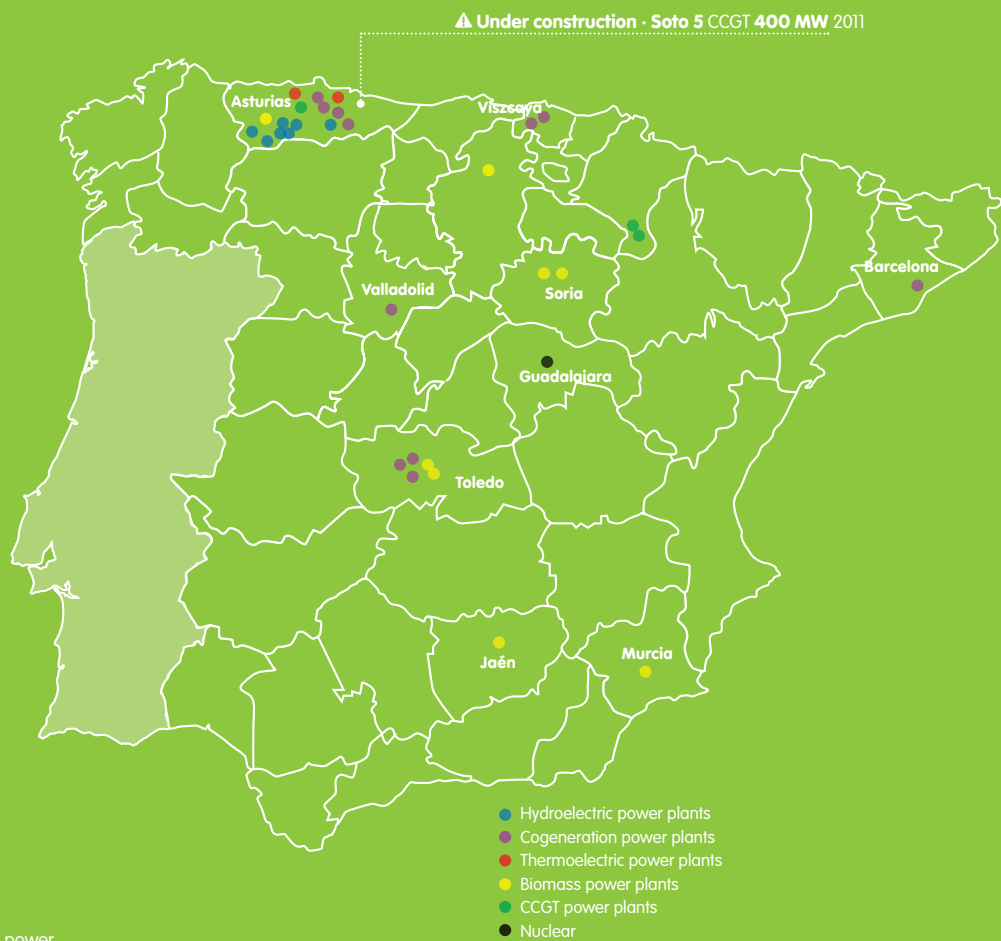 ⚠ Under construction · Soto 5 CCGT 400 MW 2011
Asturias
Viszcaya
Barcelona
Valladolid
Soria
Guadalajara
Toledo
Jaén
Murcia
Hydroelectric power plants
Cogeneration power plants
Thermoelectric power plants
Biomass power plants
CCGT power plants
Nuclear
power